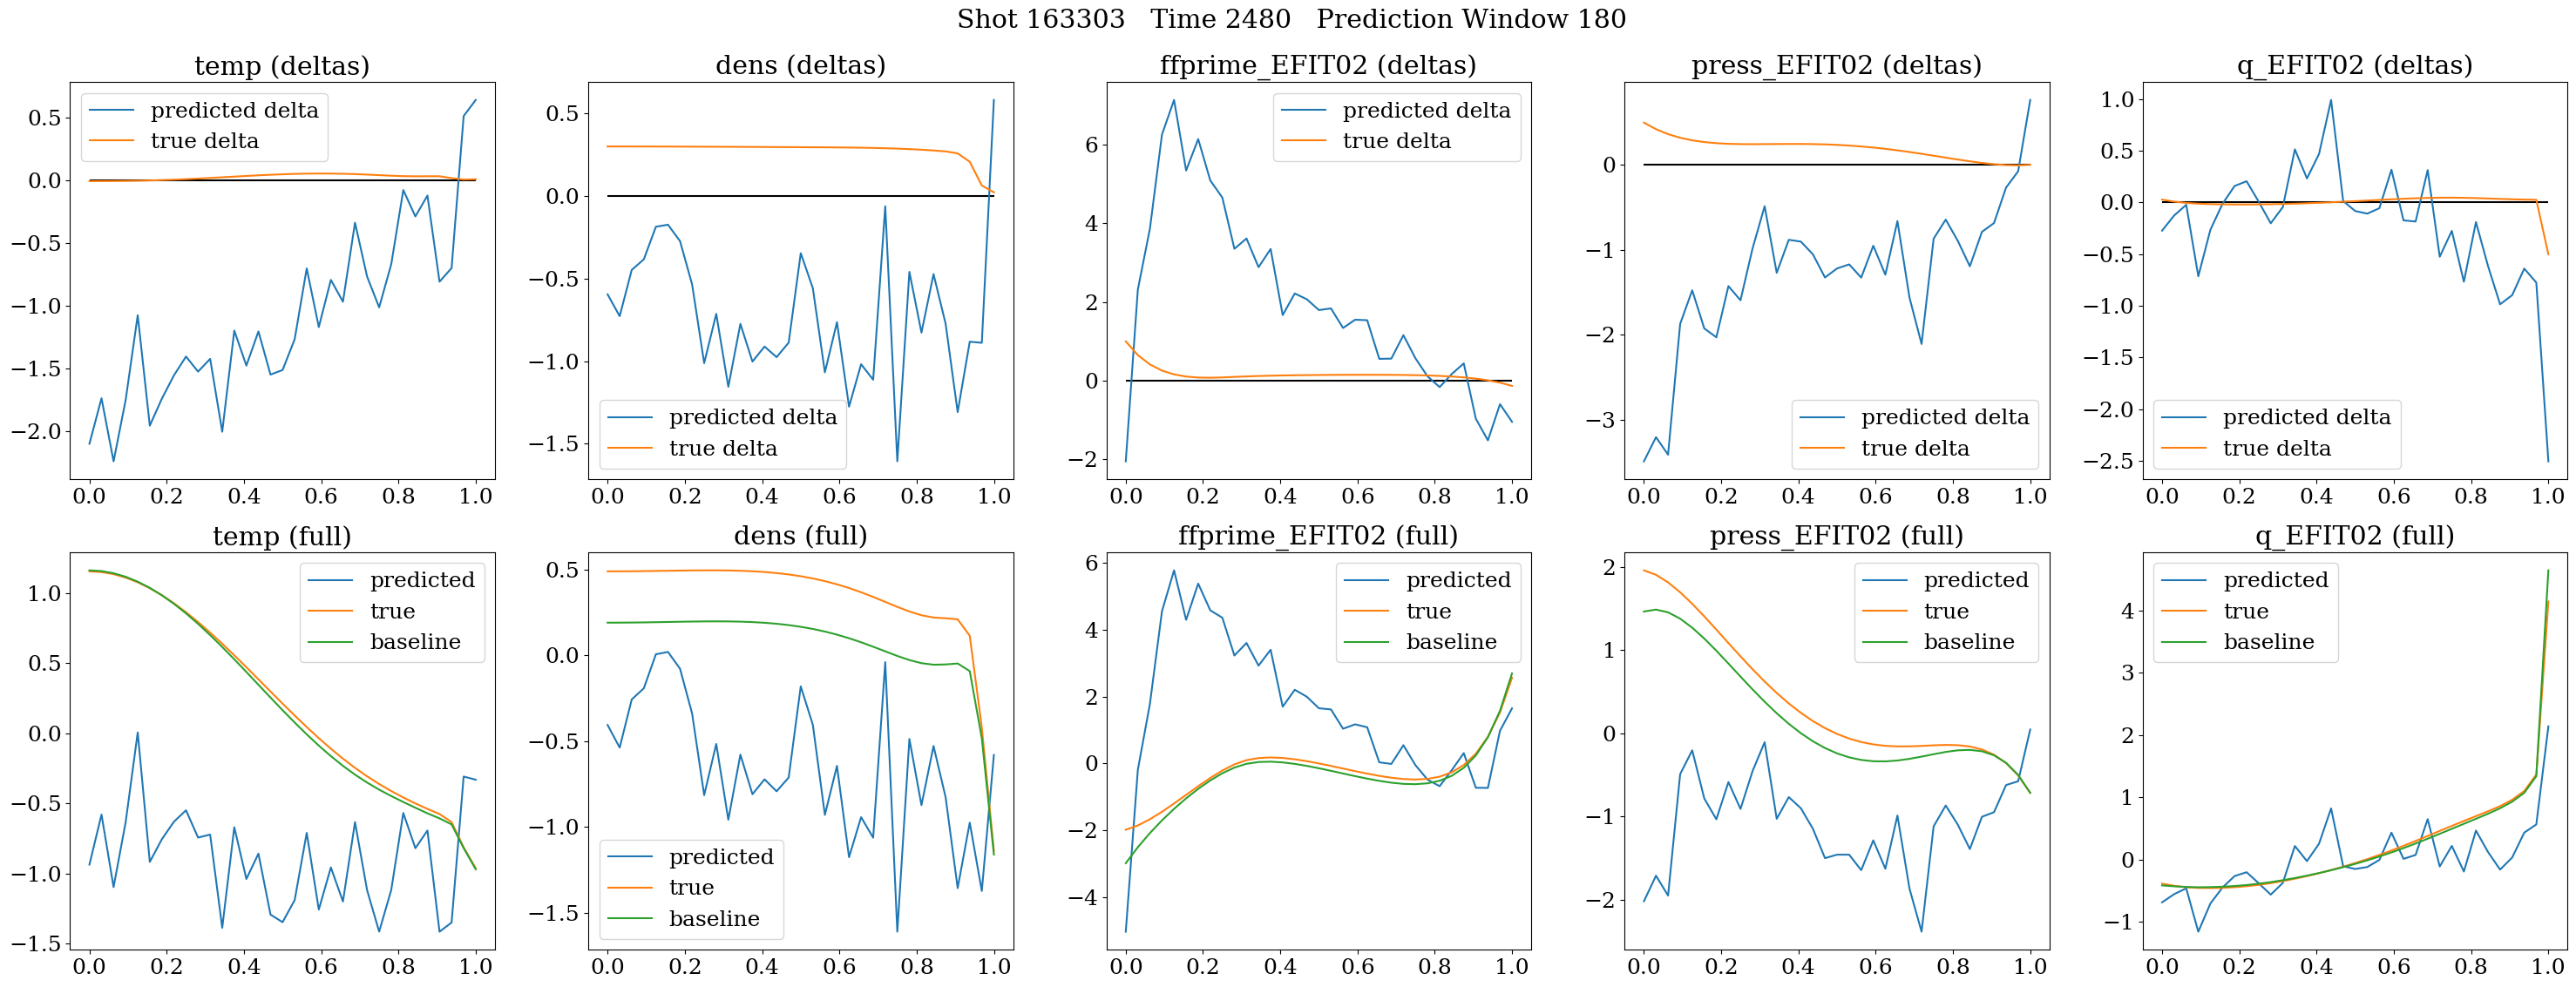 Shot 163303   Time 2480   Prediction Window 180
temp (deltas)
predicted delta
true delta
0.5
0.0
−0.5
−1.0
−1.5
−2.0
0.0 0.2 0.4 0.6 0.8 1.0
dens (deltas)
0.5
0.0
−0.5
−1.0
−1.5
predicted delta
true delta
0.0 0.2 0.4 0.6 0.8 1.0
ffprime_EFIT02 (deltas)
predicted delta
true delta
6
4
2
0
−2
0.0 0.2 0.4 0.6 0.8 1.0
press_EFIT02 (deltas)
0
−1
−2
−3
predicted delta
true delta
0.0 0.2 0.4 0.6 0.8 1.0
q_EFIT02 (deltas)
1.0
0.5
0.0
−0.5
−1.0
−1.5
−2.0
−2.5
predicted delta
true delta
0.0 0.2 0.4 0.6 0.8 1.0
temp (full)
predicted
true
baseline
1.0
0.5
0.0
−0.5
−1.0
−1.5
0.0 0.2 0.4 0.6 0.8 1.0
dens (full)
0.5
0.0
−0.5
−1.0
−1.5
predicted
true
baseline
0.0 0.2 0.4 0.6 0.8 1.0
ffprime_EFIT02 (full)
predicted
true
baseline
6
4
2
0
−2
−4
0.0 0.2 0.4 0.6 0.8 1.0
press_EFIT02 (full)
predicted
true
baseline
2
1
0
−1
−2
0.0 0.2 0.4 0.6 0.8 1.0
q_EFIT02 (full)
predicted
true
baseline
4
3
2
1
0
−1
0.0 0.2 0.4 0.6 0.8 1.0